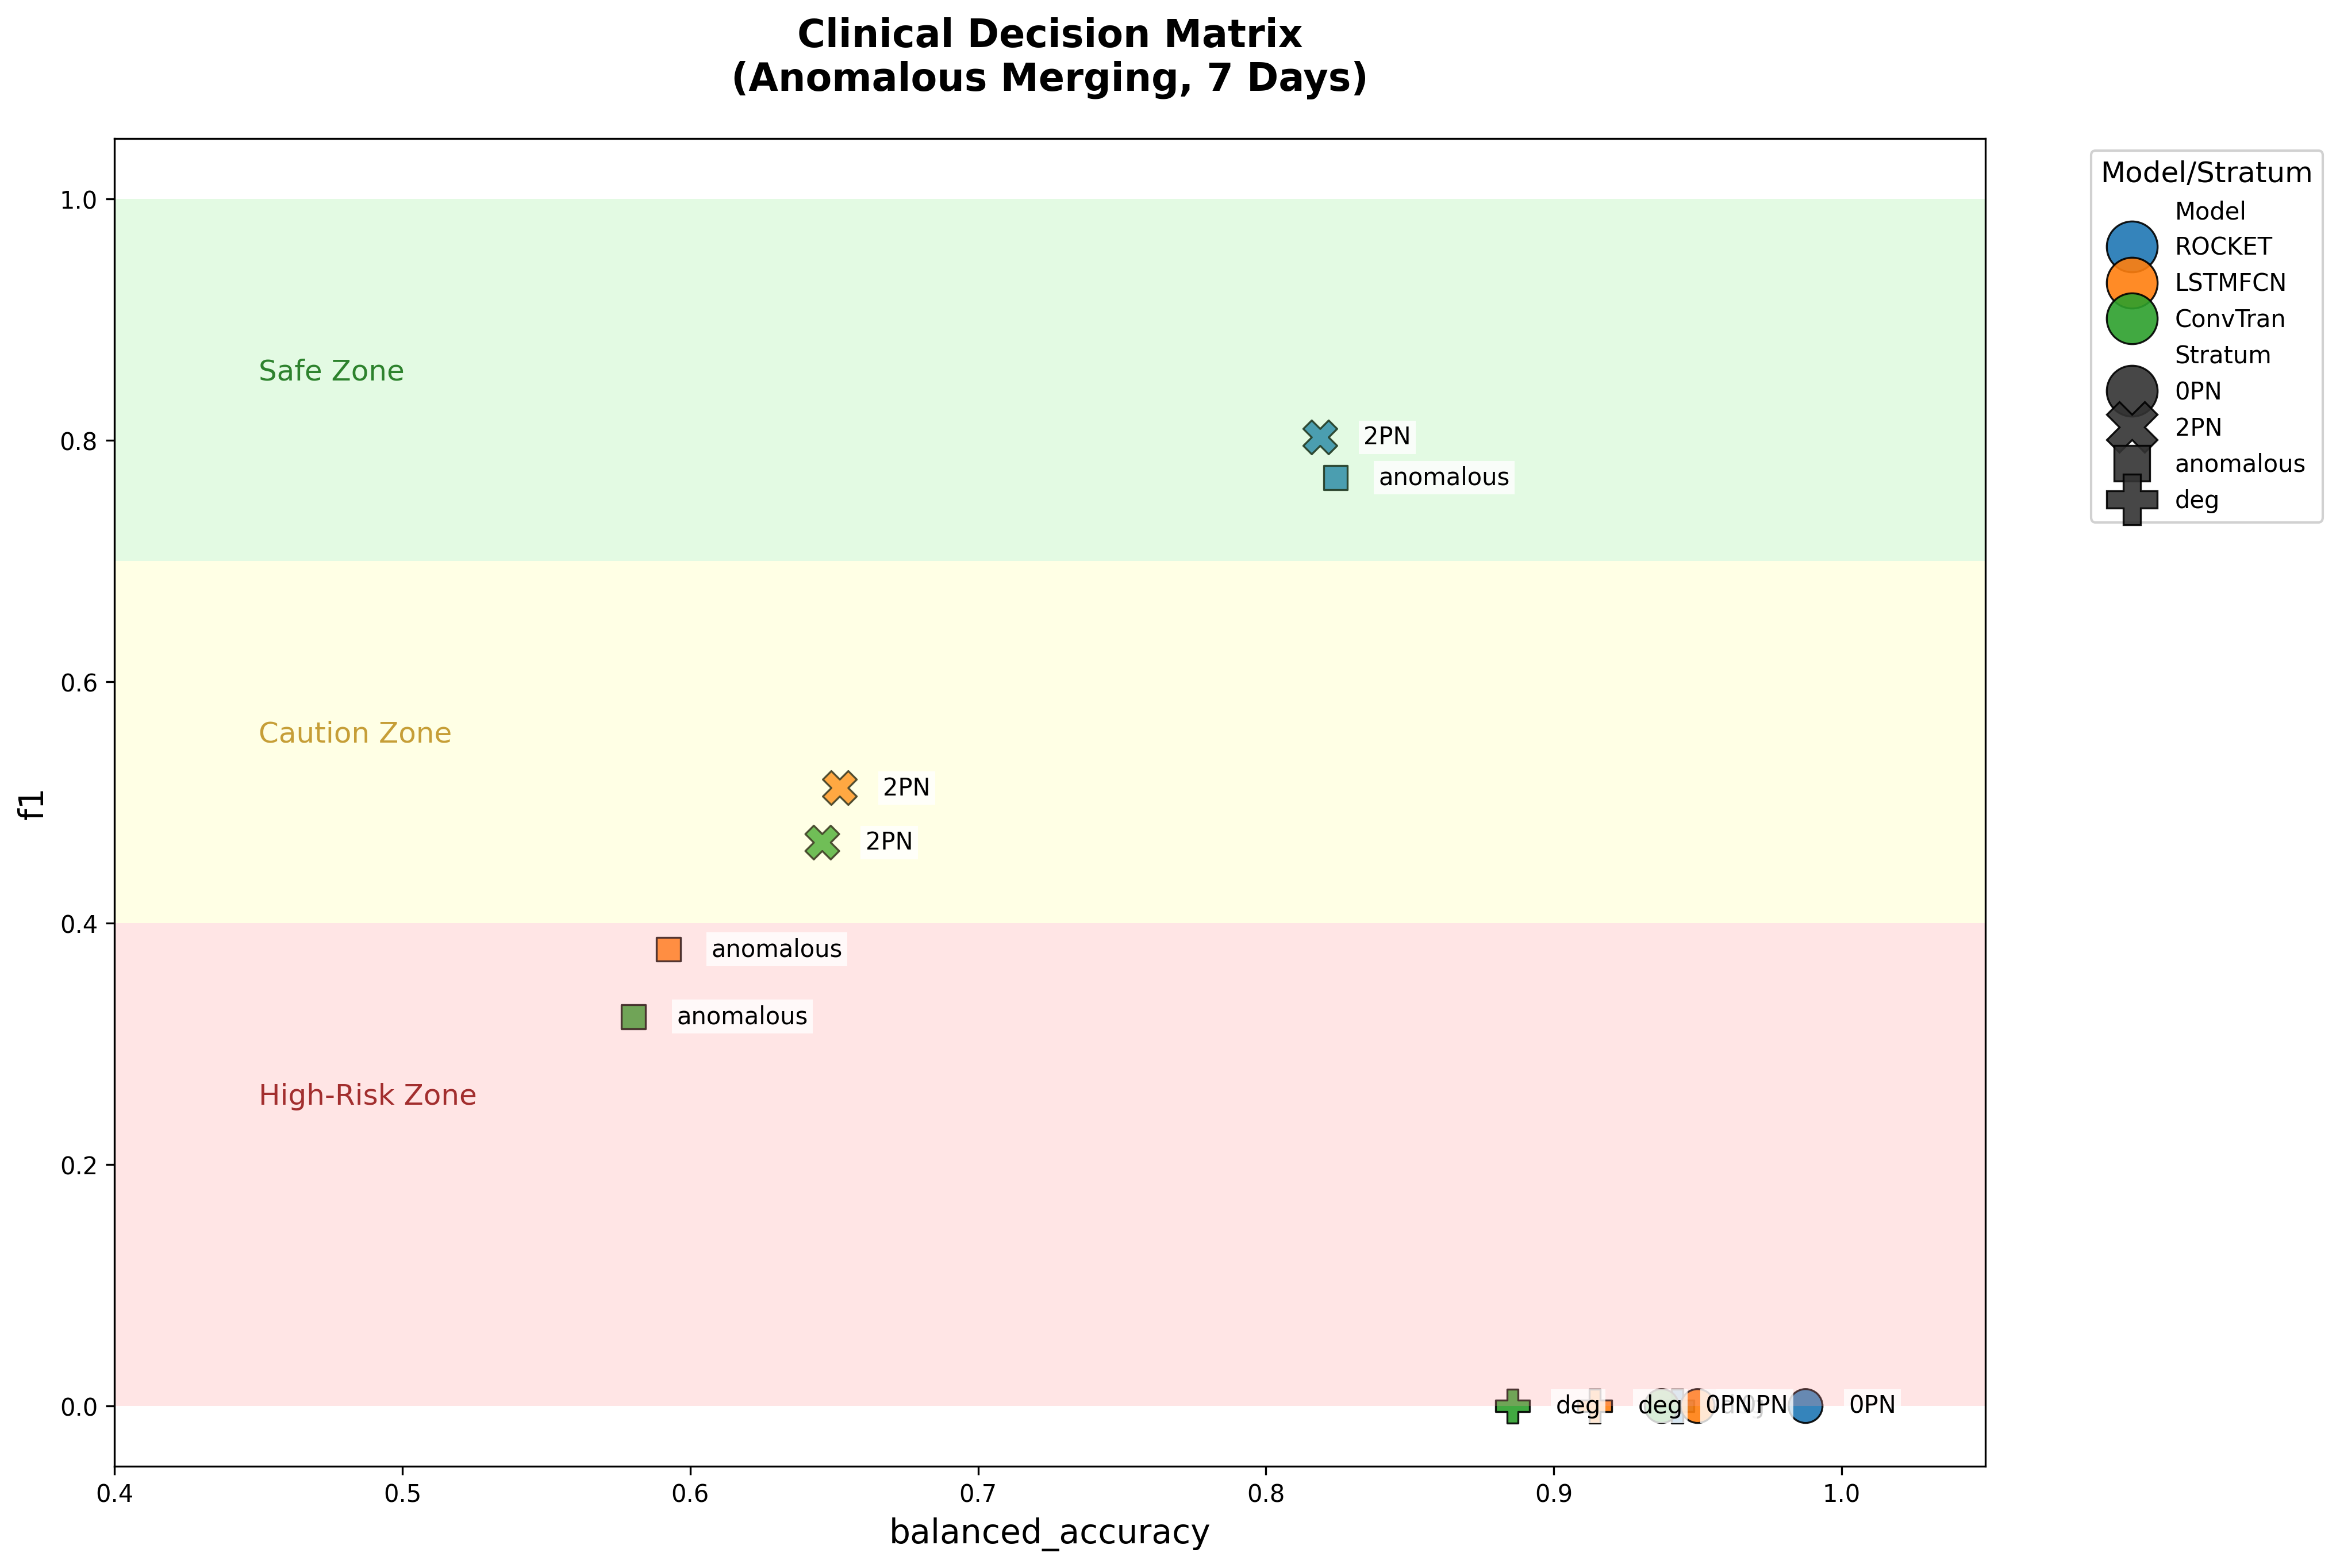 Clinical Decision Matrix
(Anomalous Merging, 7 Days)
f1
1.0
0.8
0.6
0.4
0.2
0.0
Safe Zone
2PN
anomalous
Caution Zone
2PN
2PN
anomalous
anomalous
High-Risk Zone
deg deg 0PN PN 0PN
0.4 0.5 0.6 0.7 0.8 0.9 1.0
balanced_accuracy
Model/Stratum
Model
ROCKET
LSTMFCN
ConvTran
Stratum
0PN
2PN
anomalous
deg